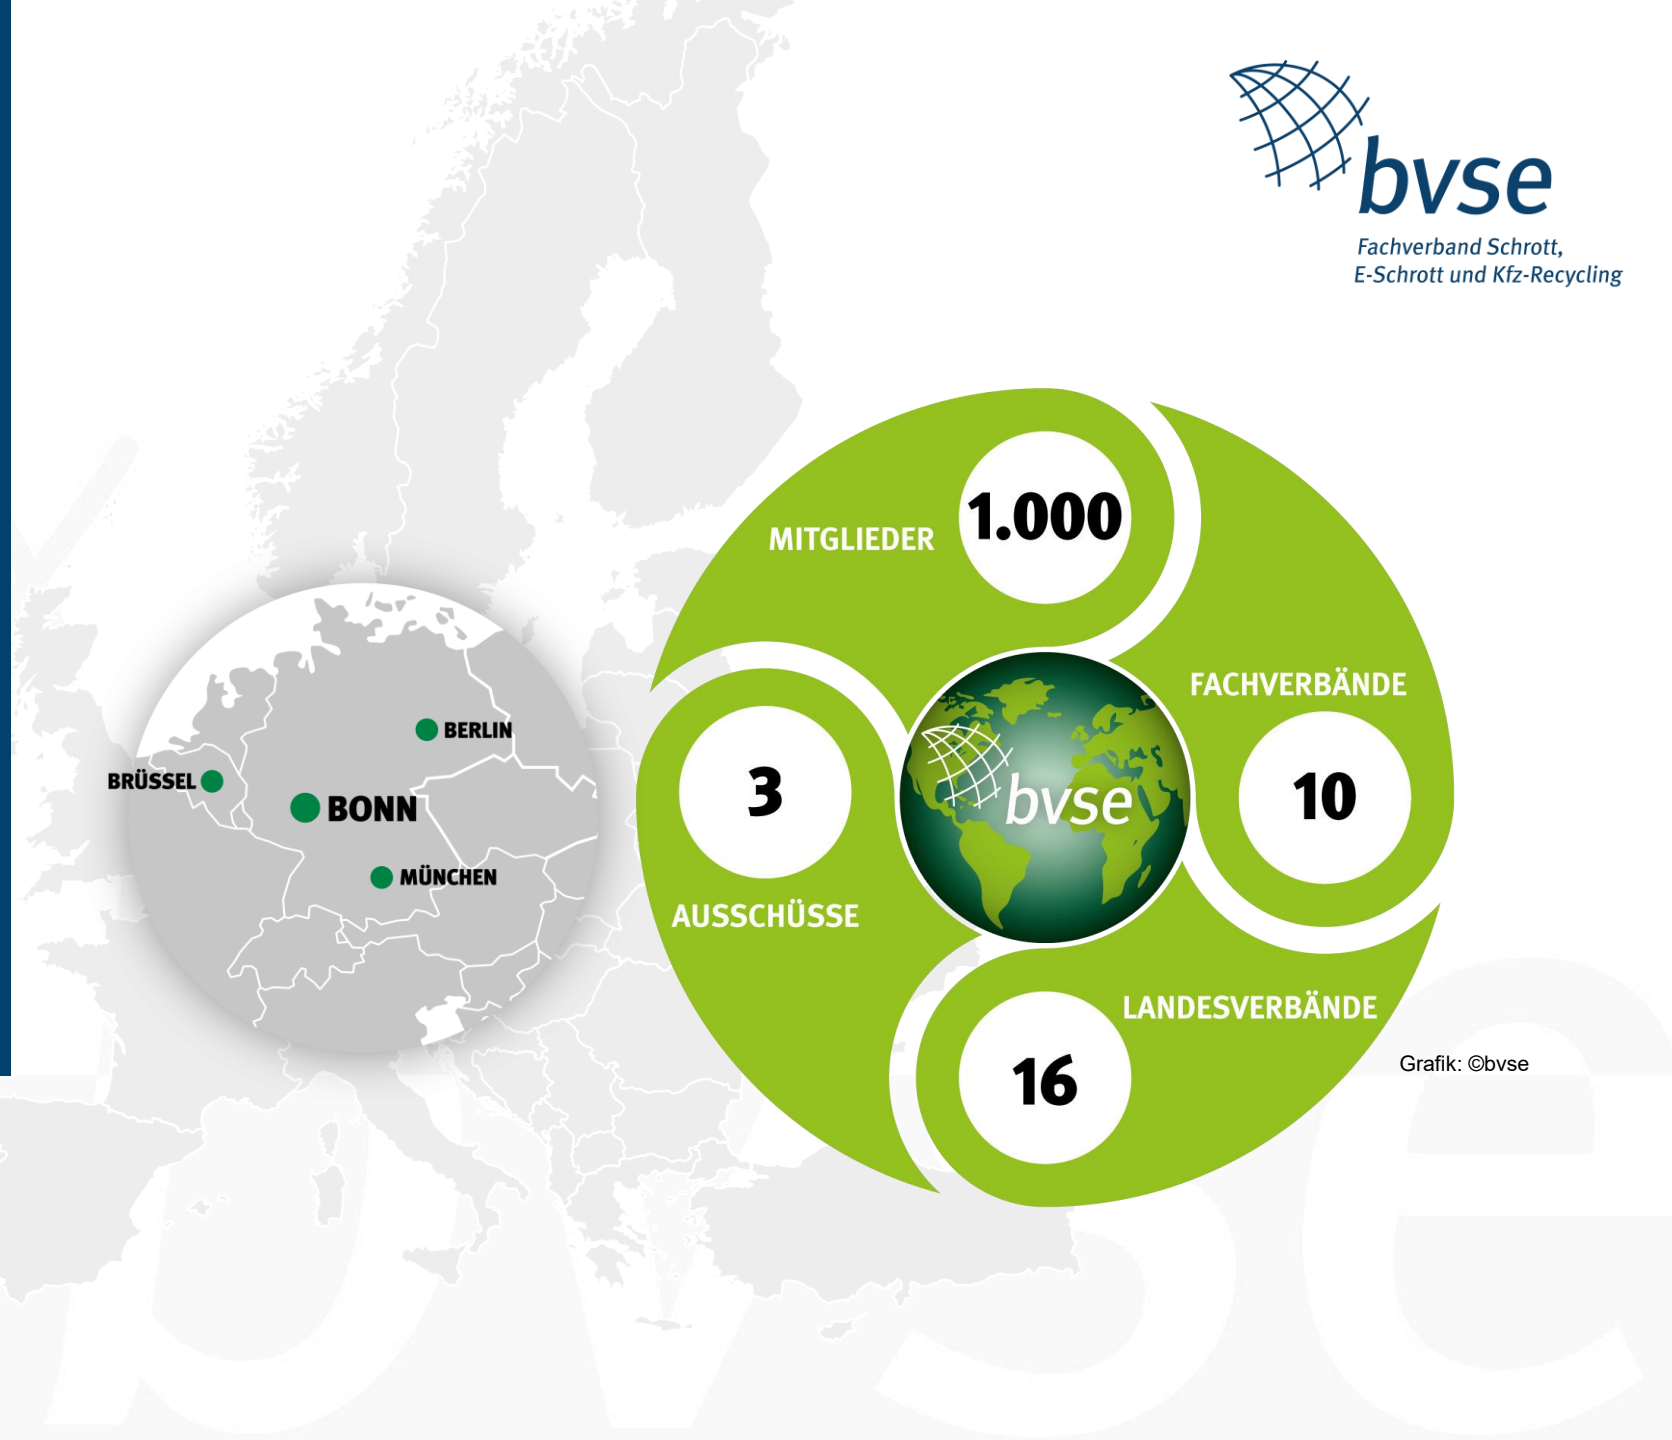 bvse
Fachverband Schrott,
E-Schrott und Kfz-Recycling
MITGLIEDER
1.000
FACHVERBÄNDE
10
3
AUSSCHÜSSE
bvse
LANDESVERBÄNDE
16
BERLIN
BRÜSSEL
BONN
MÜNCHEN
Grafik: ©bvse
bvse